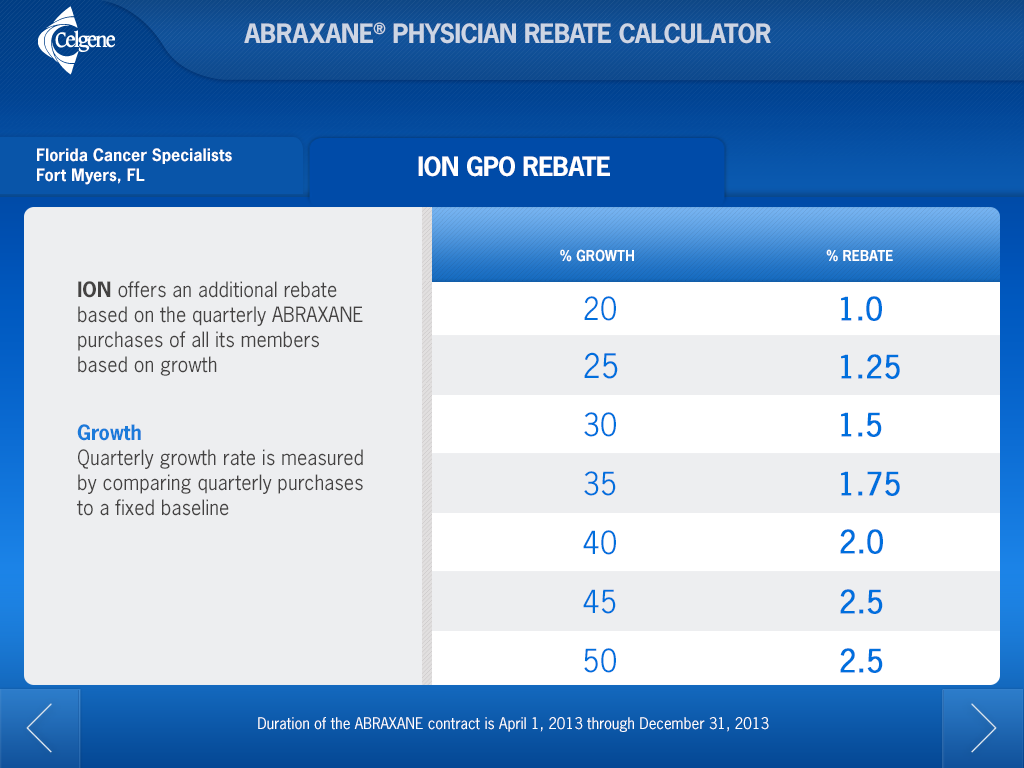 Celgene
ABRAXANE® PHYSICIAN REBATE CALCULATOR
Florida Cancer Specialists
Fort Myers, FL
ION GPO REBATE
ION offers an additional rebate
based on the quarterly ABRAXANE
purchases of all its members
based on growth
Growth
Quarterly growth rate is measured
by comparing quarterly purchases
to a fixed baseline
% GROWTH % REBATE
20 1.0
25 1.25
30 1.5
35 1.75
40 2.0
45 2.5
50 2.5
Duration of the ABRAXANE contract is April 1, 2013 through December 31, 2013